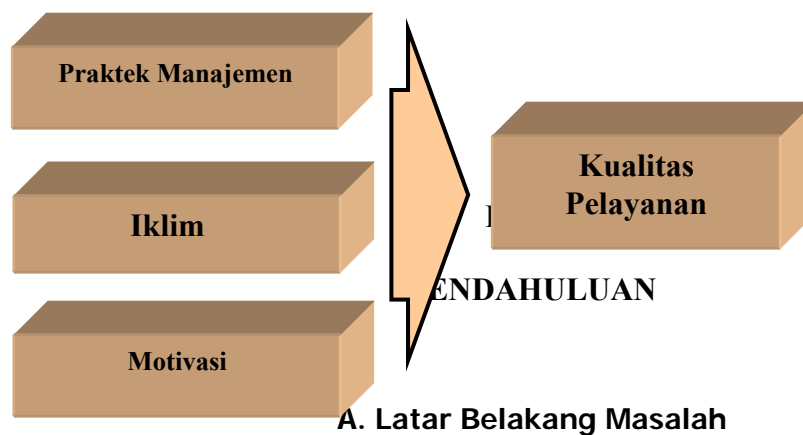 Praktek Manajemen
Iklim
Motivasi
Kualitas
Pelayanan
ENDAHULUAN
A. Latar Belakang Masalah